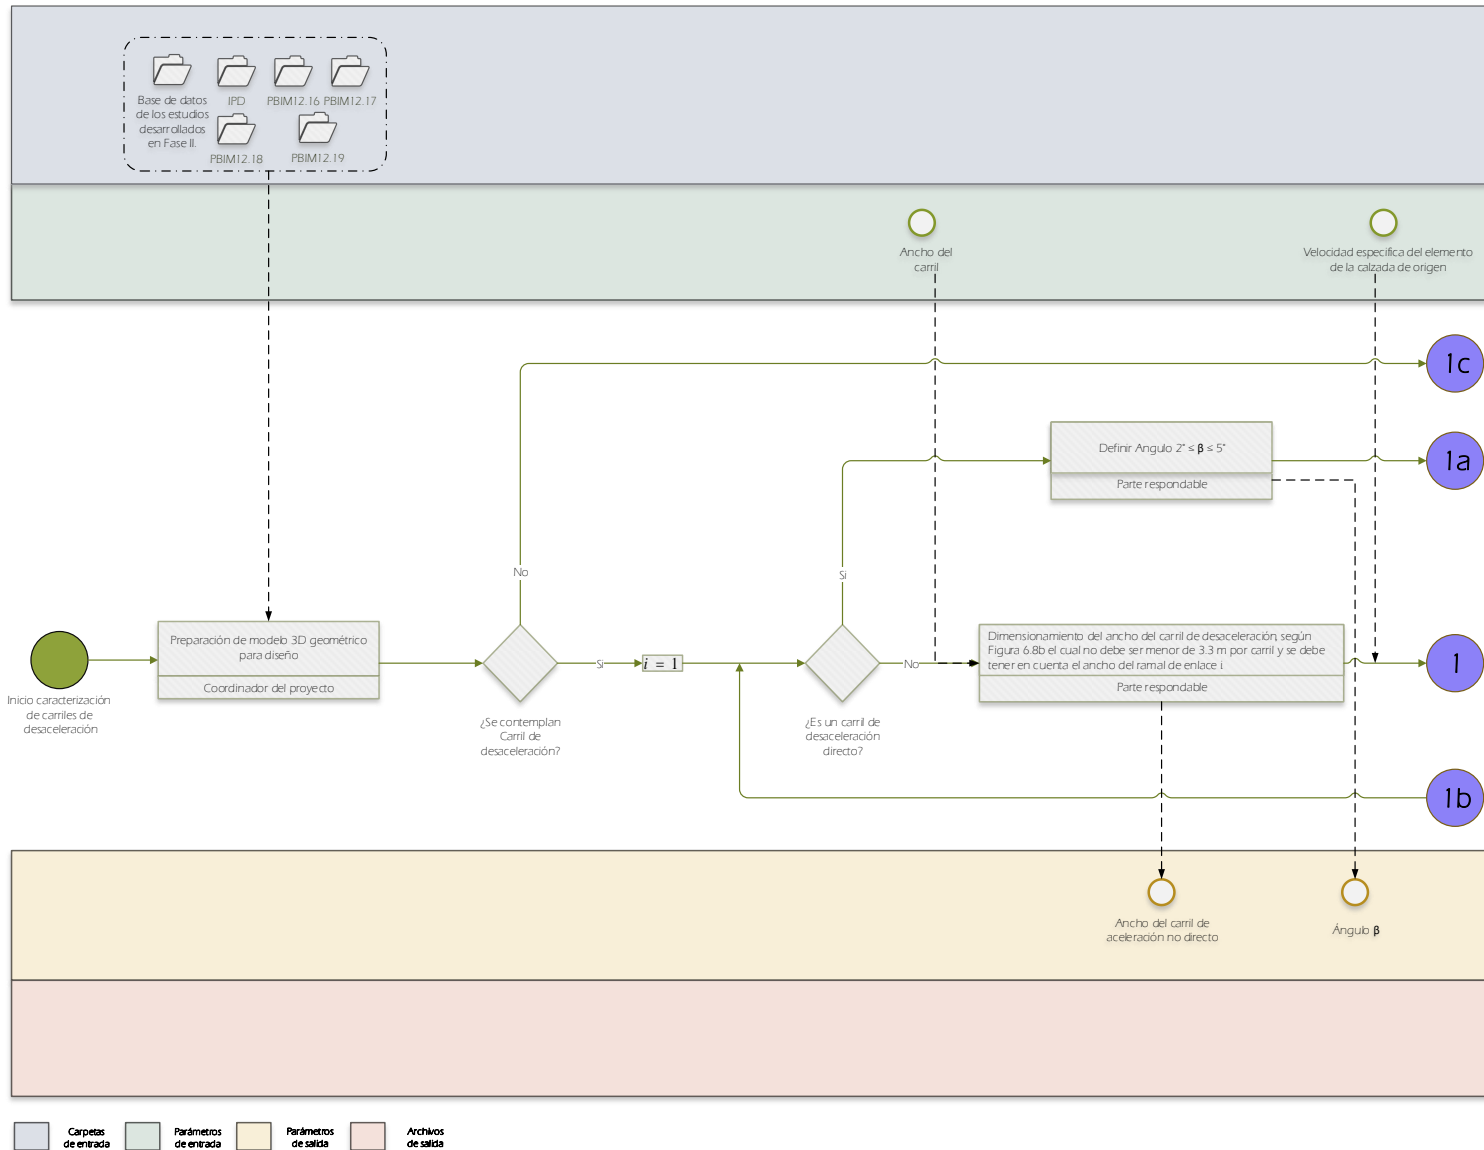 Base de datos
de los estudios
desarrollados
en Fase II.
IPD
PBIM12.16
PBIM12.17
PBIM12.18
PBIM12.19
Ancho del
carril
Velocidad especifica del elemento
de la calzada de origen
1c
Definir Angulo 2° ≤ β ≤ 5°
Parte respondable
1a
No
Si
Inicio caracterización
de carriles de
desaceleración
Preparación de modelo 3D geométrico
para diseño
Coordinador del proyecto
¿Se contemplan
Carril de
desaceleración?
Si
i = 1
¿Es un carril de
desaceleración
directo?
No
Dimensionamiento del ancho del carril de desaceleración, según
Figura 6.8b el cual no debe ser menor de 3.3 m por carril y se debe
tener en cuenta el ancho del ramal de enlace i.
Parte respondable
1
1b
Ancho del carril de
aceleración no directo
Ángulo β
Carpetas
de entrada
Parámetros
de entrada
Parámetros
de salida
Archivos
de salida